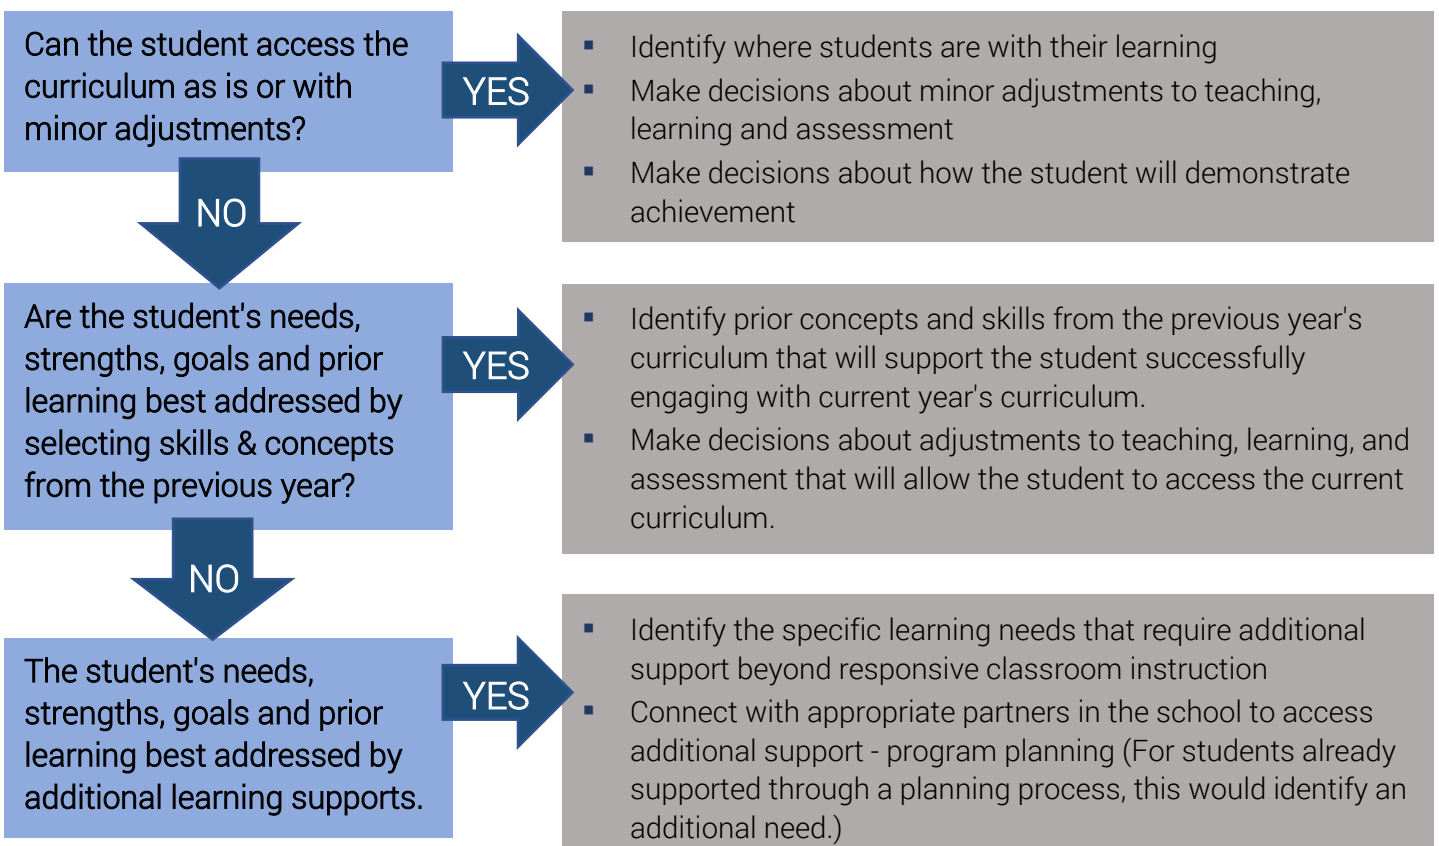 Can the student access the
curriculum as is or with
minor adjustments?
YES
▪ Identify where students are with their learning
▪ Make decisions about minor adjustments to teaching,
learning and assessment
▪ Make decisions about how the student will demonstrate
achievement
NO
Are the student's needs,
strengths, goals and prior
learning best addressed by
selecting skills & concepts
from the previous year?
YES
▪ Identify prior concepts and skills from the previous year's
curriculum that will support the student successfully
engaging with current year's curriculum.
▪ Make decisions about adjustments to teaching, learning, and
assessment that will allow the student to access the current
curriculum.
NO
The student's needs,
strengths, goals and prior
learning best addressed by
additional learning supports.
YES
▪ Identify the specific learning needs that require additional
support beyond responsive classroom instruction
▪ Connect with appropriate partners in the school to access
additional support - program planning (For students already
supported through a planning process, this would identify an
additional need.)